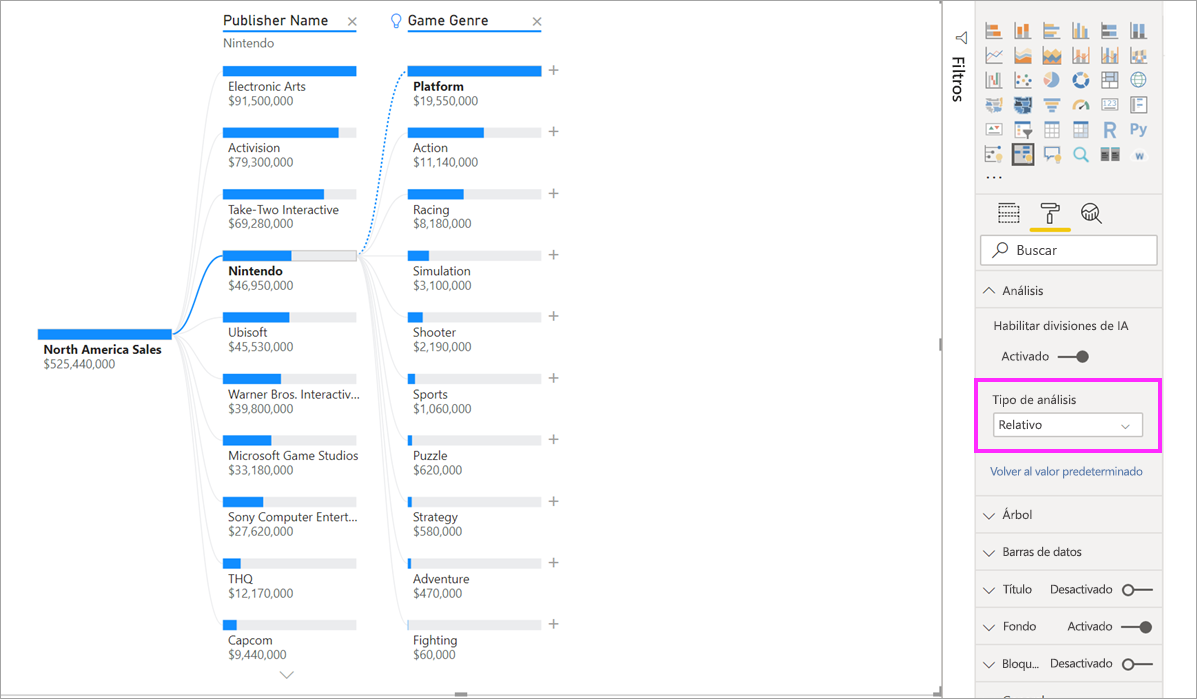 Publisher Name
Nintendo
Game Genre
North America Sales
$525,440,000
Electronic Arts
$91,500,000
Activision
$79,300,000
Take-Two Interactive
$69,280,000
Nintendo
$46,950,000
Ubisoft
$45,530,000
Warner Bros. Interactiv...
$39,800,000
Microsoft Game Studios
$33,180,000
Sony Computer Entert...
$27,620,000
THQ
$12,170,000
Capcom
$9,440,000
Platform
$19,550,000
Action
$11,140,000
Racing
$8,180,000
Simulation
$3,100,000
Shooter
$2,190,000
Sports
$1,060,000
Puzzle
$620,000
Strategy
$580,000
Adventure
$470,000
Fighting
$60,000
Filtros
123
R
Py
W
...
Buscar
Análisis
Habilitar divisiones de IA
Activado
Tipo de análisis
Relativo
Volver al valor predeterminado
Árbol
Barras de datos
Título Desactivado
Fondo Activado
Bloqu... Desactivado